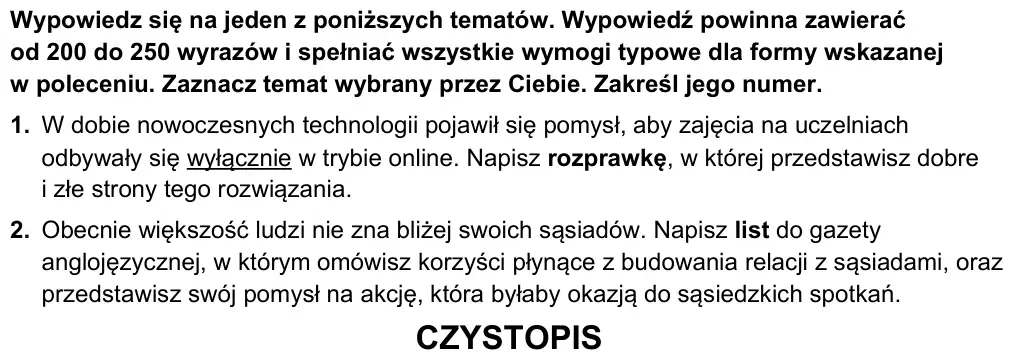 Wypowiedz się na jeden z poniższych tematów. Wypowiedź powinna zawierać
od 200 do 250 wyrazów i spełniać wszystkie wymogi typowe dla formy wskazanej
w poleceniu. Zaznacz temat wybrany przez Ciebie. Zakreśl jego numer.
1. W dobie nowoczesnych technologii pojawił się pomysł, aby zajęcia na uczelniach
odbywały się wyłącznie w trybie online. Napisz rozprawkę, w której przedstawisz dobre
i złe strony tego rozwiązania.
2. Obecnie większość ludzi nie zna bliżej swoich sąsiadów. Napisz list do gazety
anglojęzycznej, w którym omówisz korzyści płynące z budowania relacji z sąsiadami, oraz
przedstawisz swój pomysł na akcję, która byłaby okazją do sąsiedzkich spotkań.
CZYSTOPIS